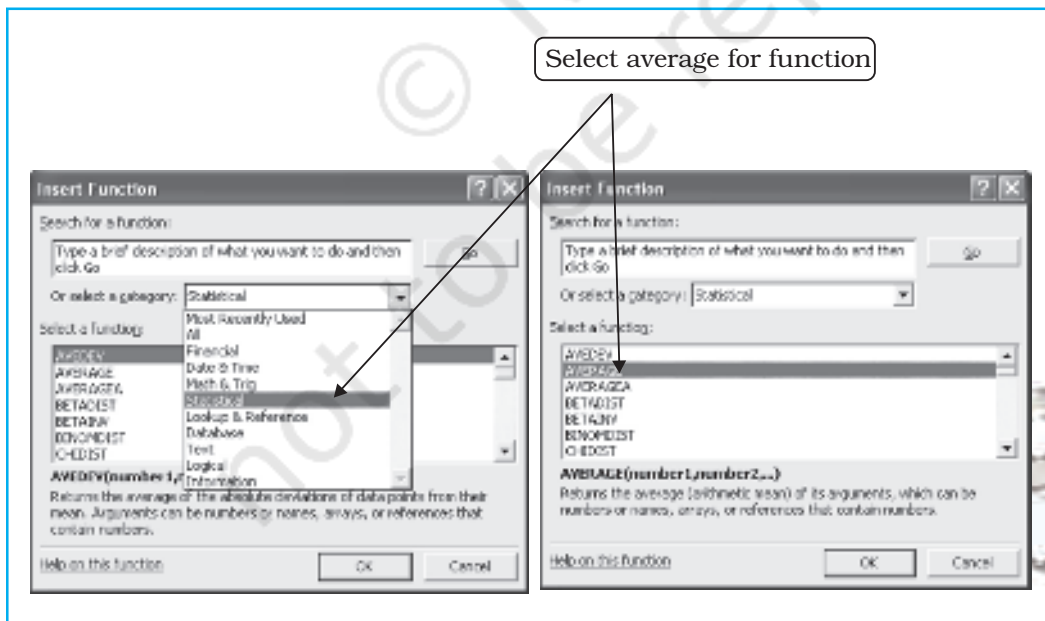 © 
not to be re
Select average for function
Insert Function
Search for a function:
Type a brief description of what you want to do and then
click Go
Go
Or select a category: Statistical
Most Recently Used
All
Financial
Date & Time
Math & Trig
Statistical
Lookup & Reference
Database
Text
Logical
Information
Select a function:
AVEDEV
AVERAGE
AVERAGEA
BETADIST
BETAINV
BINOMDIST
CHIDIST
AVEDEV(number1,
Returns the average of the absolute deviations of data points from their
mean. Arguments can be numbers or names, arrays, or references that
contain numbers.
Help on this function
OK
Cancel
Insert Function
Search for a function:
Type a brief description of what you want to do and then
click Go
Go
Or select a category: Statistical
Select a function:
AVEDEV
AVERAGE
AVERAGEA
BETADIST
BETAINV
BINOMDIST
CHIDIST
AVERAGE(number1,number2,...)
Returns the average (arithmetic mean) of its arguments, which can be
numbers or names, arrays, or references that contain numbers.
Help on this function
OK
Cancel